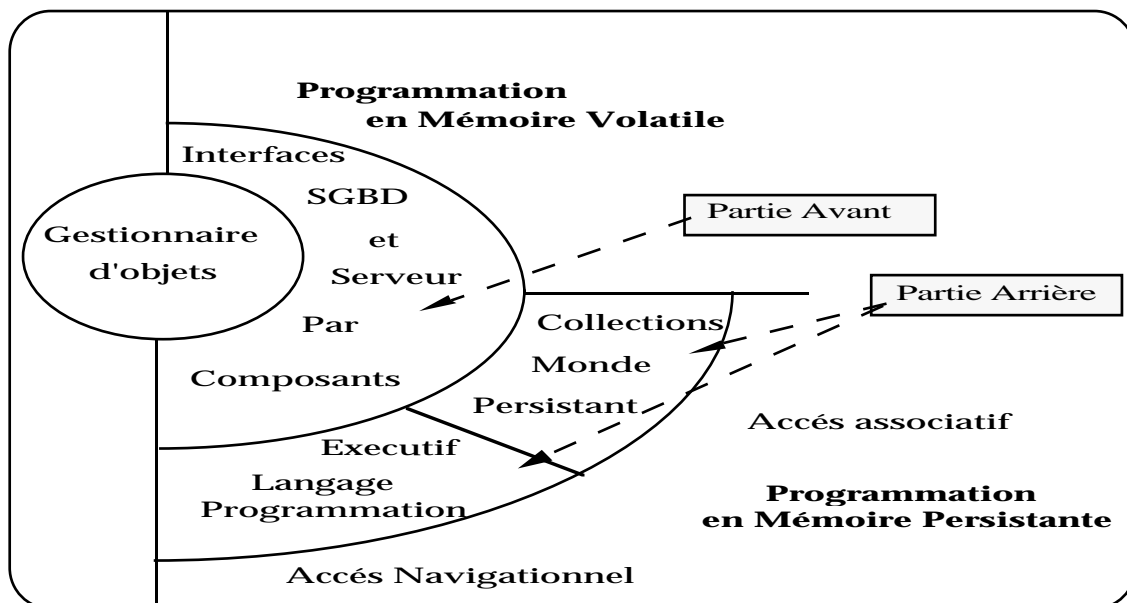 Programmation
en Mémoire Volatile
Interfaces
SGBD
et
Serveur
Par
Composants
Gestionnaire
d'objets
Partie Avant
Partie Arrière
Collections
Monde
Persistant
Executif
Langage
Programmation
Accés associatif
Programmation
en Mémoire Persistante
Accés Navigationnel